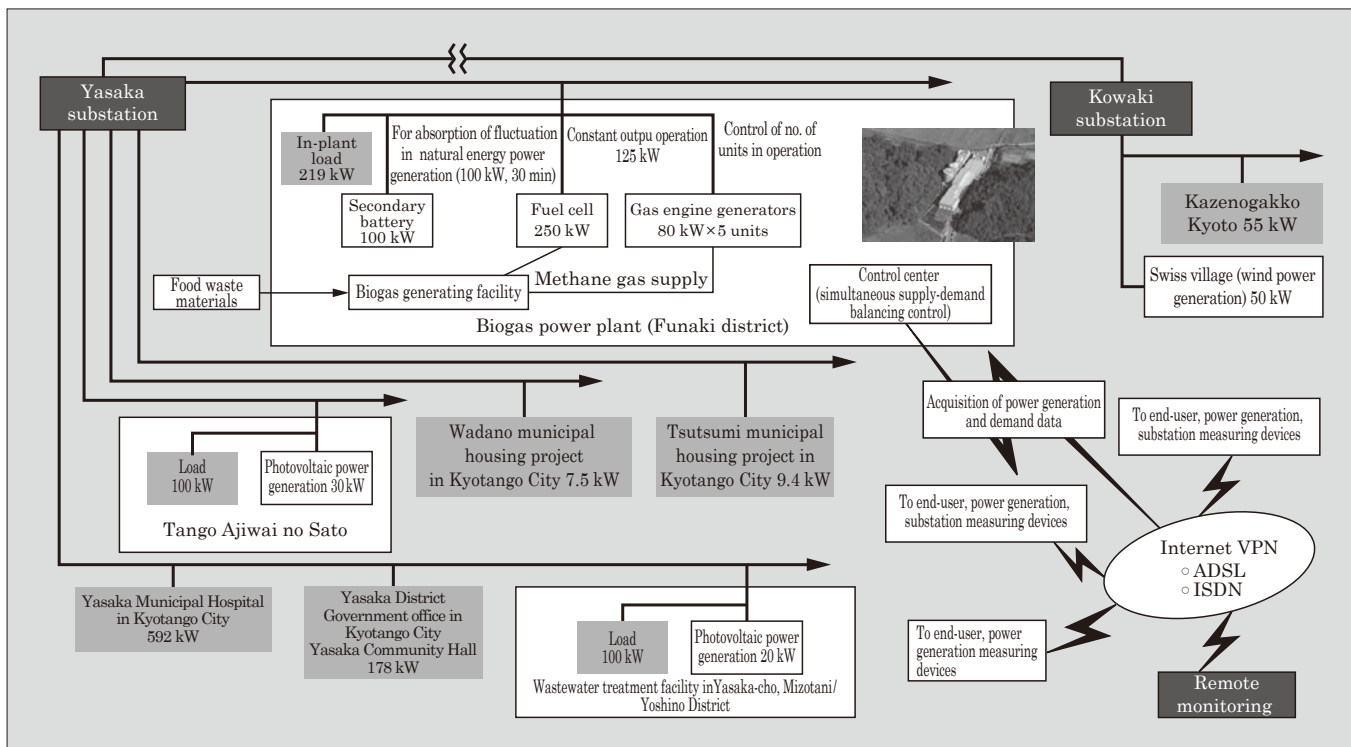 Yasaka
substation
Kowaki
substation
In-plant
load
219 kW
For absorption of fluctuation
in natural energy power
generation (100 kW, 30 min)
Constant outpu operation
125 kW
Control of no. of
units in operation
Secondary
battery
100 kW
Fuel cell
250 kW
Gas engine generators
80 kW×5 units
Kazenogakko
Kyoto 55 kW
Food waste
materials
Biogas generating facility
Methane gas supply
Biogas power plant (Funaki district)
Control center
(simultaneous supply-demand
balancing control)
Swiss village (wind power
generation) 50 kW
Load
100 kW
Photovoltaic power
generation 30 kW
Tango Ajiwai no Sato
Wadano municipal
housing project
in Kyotango City 7.5 kW
Tsutsumi municipal
housing project in
Kyotango City 9.4 kW
Acquisition of power generation
and demand data
To end-user, power generation,
substation measuring devices
To end-user, power generation,
substation measuring devices
Internet VPN
○ ADSL
○ ISDN
Yasaka Municipal Hospital
in Kyotango City
592 kW
Yasaka District
Government office in
Kyotango City
Yasaka Community Hall
178 kW
Load
100 kW
Photovoltaic power
generation 20 kW
Wastewater treatment facility inYasaka-cho, Mizotani/
Yoshino District
To end-user, power
generation measuring
devices
Remote
monitoring